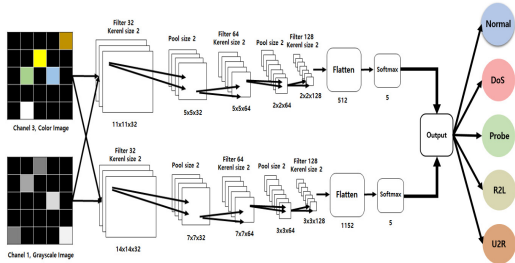 Filter 32
Kerenl size 2
Pool size 2
Filter 64
Kerenl size 2
Pool size 2
Filter 128
Kerenl size 2
11x11x32
5x5x32
5x5x64
2x2x64
2x2x128
Flatten
512
Softmax
5
Chanel 3, Color Image
Filter 32
Kerenl size 2
Pool size 2
Filter 64
Kerenl size 2
Pool size 2
Filter 128
Kerenl size 2
14x14x32
7x7x32
7x7x64
3x3x64
3x3x128
Flatten
1152
Softmax
5
Chanel 1, Grayscale Image
Output
Normal
DoS
Probe
R2L
U2R